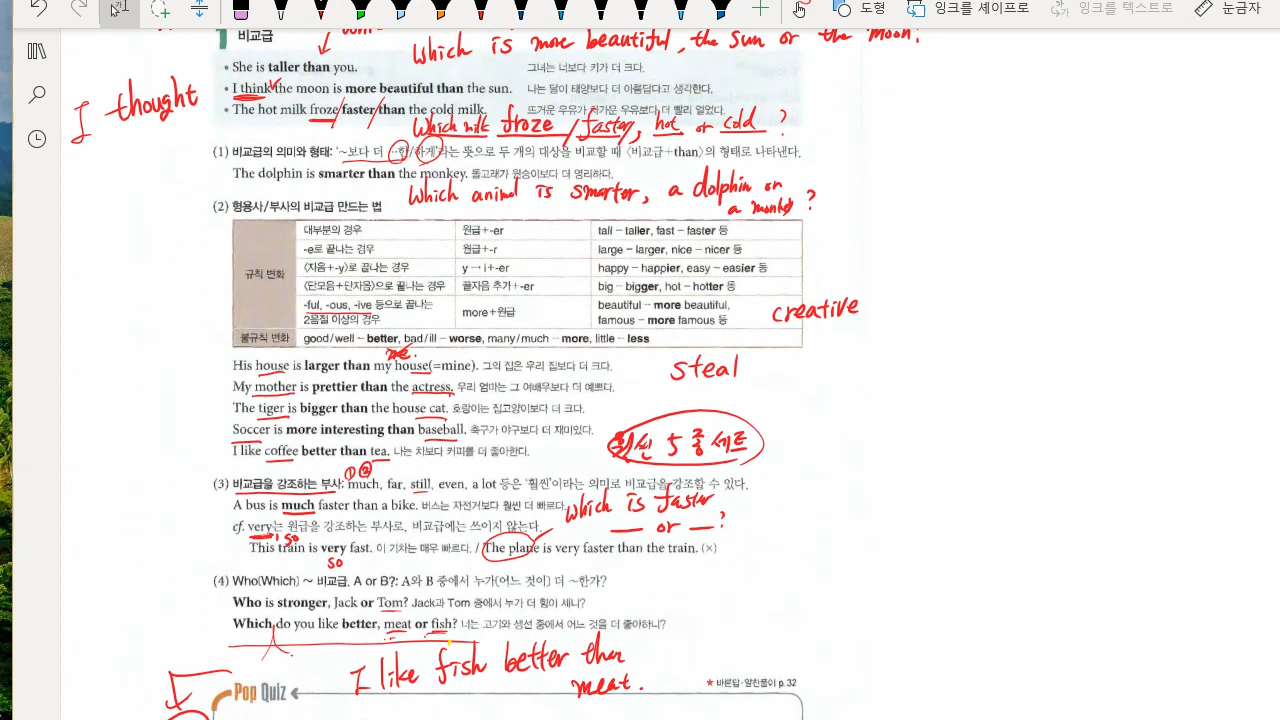 도형 잉크를 셰이프로 잉크를 텍스트로 눈금자
비교급
Which is more beautiful, the sun or the moon?
• She is taller than you. 그녀는 너보다 키가 더 크다.
• I think the moon is more beautiful than the sun. 나는 달이 태양보다 더 아름답다고 생각한다.
I thought
• The hot milk froze faster than the cold milk. 뜨거운 우유가 차가운 우유보다 더 빨리 얼었다.
Which milk froze / faster, hot or cold ?
(1) 비교급의 의미와 형태: '~보다 더 …한/하게'라는 뜻으로 두 개의 대상을 비교할 때 〈비교급+than〉의 형태로 나타낸다.
The dolphin is smarter than the monkey. 돌고래가 원숭이보다 더 영리하다.
Which animal is smarter, a dolphin or
a monkey ?
(2) 형용사/부사의 비교급 만드는 법
규칙 변화
대부분의 경우 원급+-er tall – taller, fast – faster 등
-e로 끝나는 경우 원급+-r large – larger, nice – nicer 등
〈자음+-y〉로 끝나는 경우 y → i+-er happy – happier, easy – easier 등
〈단모음+단자음〉으로 끝나는 경우 끝자음 추가+-er big – bigger, hot – hotter 등
-ful, -ous, -ive 등으로 끝나는 2음절 이상의 경우 more+원급 beautiful – more beautiful, famous – more famous 등
creative
불규칙 변화 good/well – better, bad/ill – worse, many/much – more, little – less
me.
His house is larger than my house(=mine). 그의 집은 우리 집보다 더 크다.
steal
My mother is prettier than the actress. 우리 엄마는 그 여배우보다 더 예쁘다.
The tiger is bigger than the house cat. 호랑이는 집고양이보다 더 크다.
Soccer is more interesting than baseball. 축구가 야구보다 더 재미있다.
훨씬 5종세트
I like coffee better than tea. 나는 차보다 커피를 더 좋아한다.
① ②
(3) 비교급을 강조하는 부사: much, far, still, even, a lot 등은 '훨씬'이라는 의미로 비교급을 강조할 수 있다.
A bus is much faster than a bike. 버스는 자전거보다 훨씬 더 빠르다.
which is faster
__ or __ ?
cf. very는 원급을 강조하는 부사로, 비교급에는 쓰이지 않는다.
, so
This train is very fast. 이 기차는 매우 빠르다. / The plane is very faster than the train. (×)
so
(4) Who[Which] ~ 비교급, A or B?: A와 B 중에서 누가[어느 것이] 더 ~한가?
Who is stronger, Jack or Tom? Jack과 Tom 중에서 누가 더 힘이 세니?
Which do you like better, meat or fish? 너는 고기와 생선 중에서 어느 것을 더 좋아하니?
I like fish better than
meat.
★ 바른답·알찬풀이 p. 32
Pop Quiz